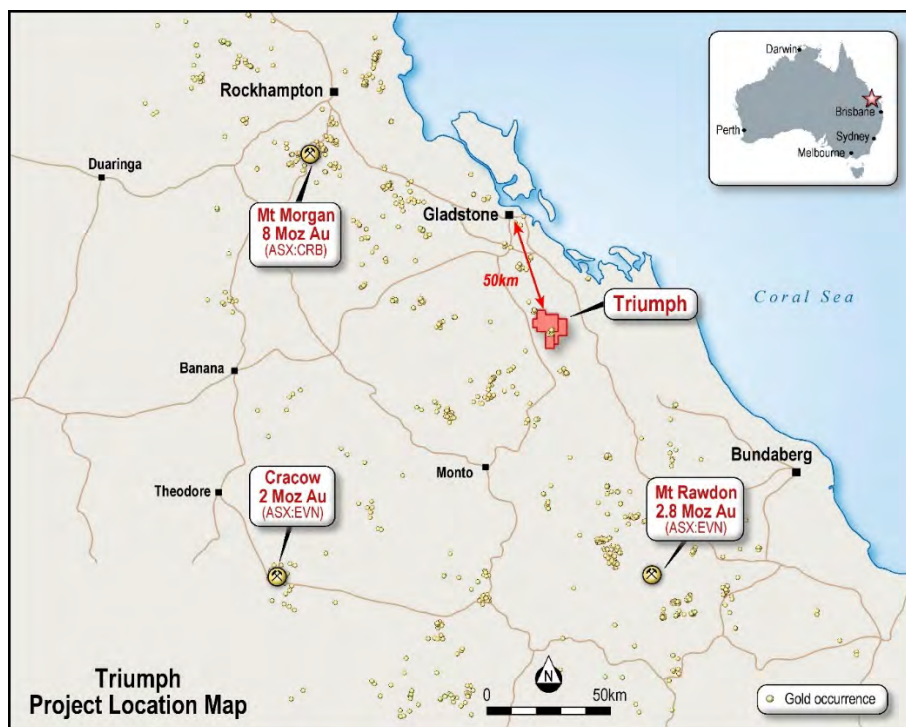 Rockhampton
Duaringa
Mt Morgan
8 Moz Au
(ASX:CRB)
Gladstone
50km
Triumph
Coral Sea
Banana
Theodore
Cracow
2 Moz Au
(ASX:EVN)
Monto
Bundaberg
Mt Rawdon
2.8 Moz Au
(ASX:EVN)
Darwin
Perth
Brisbane
Sydney
Melbourne
Triumph
Project Location Map
N
0
50km
Gold occurrence